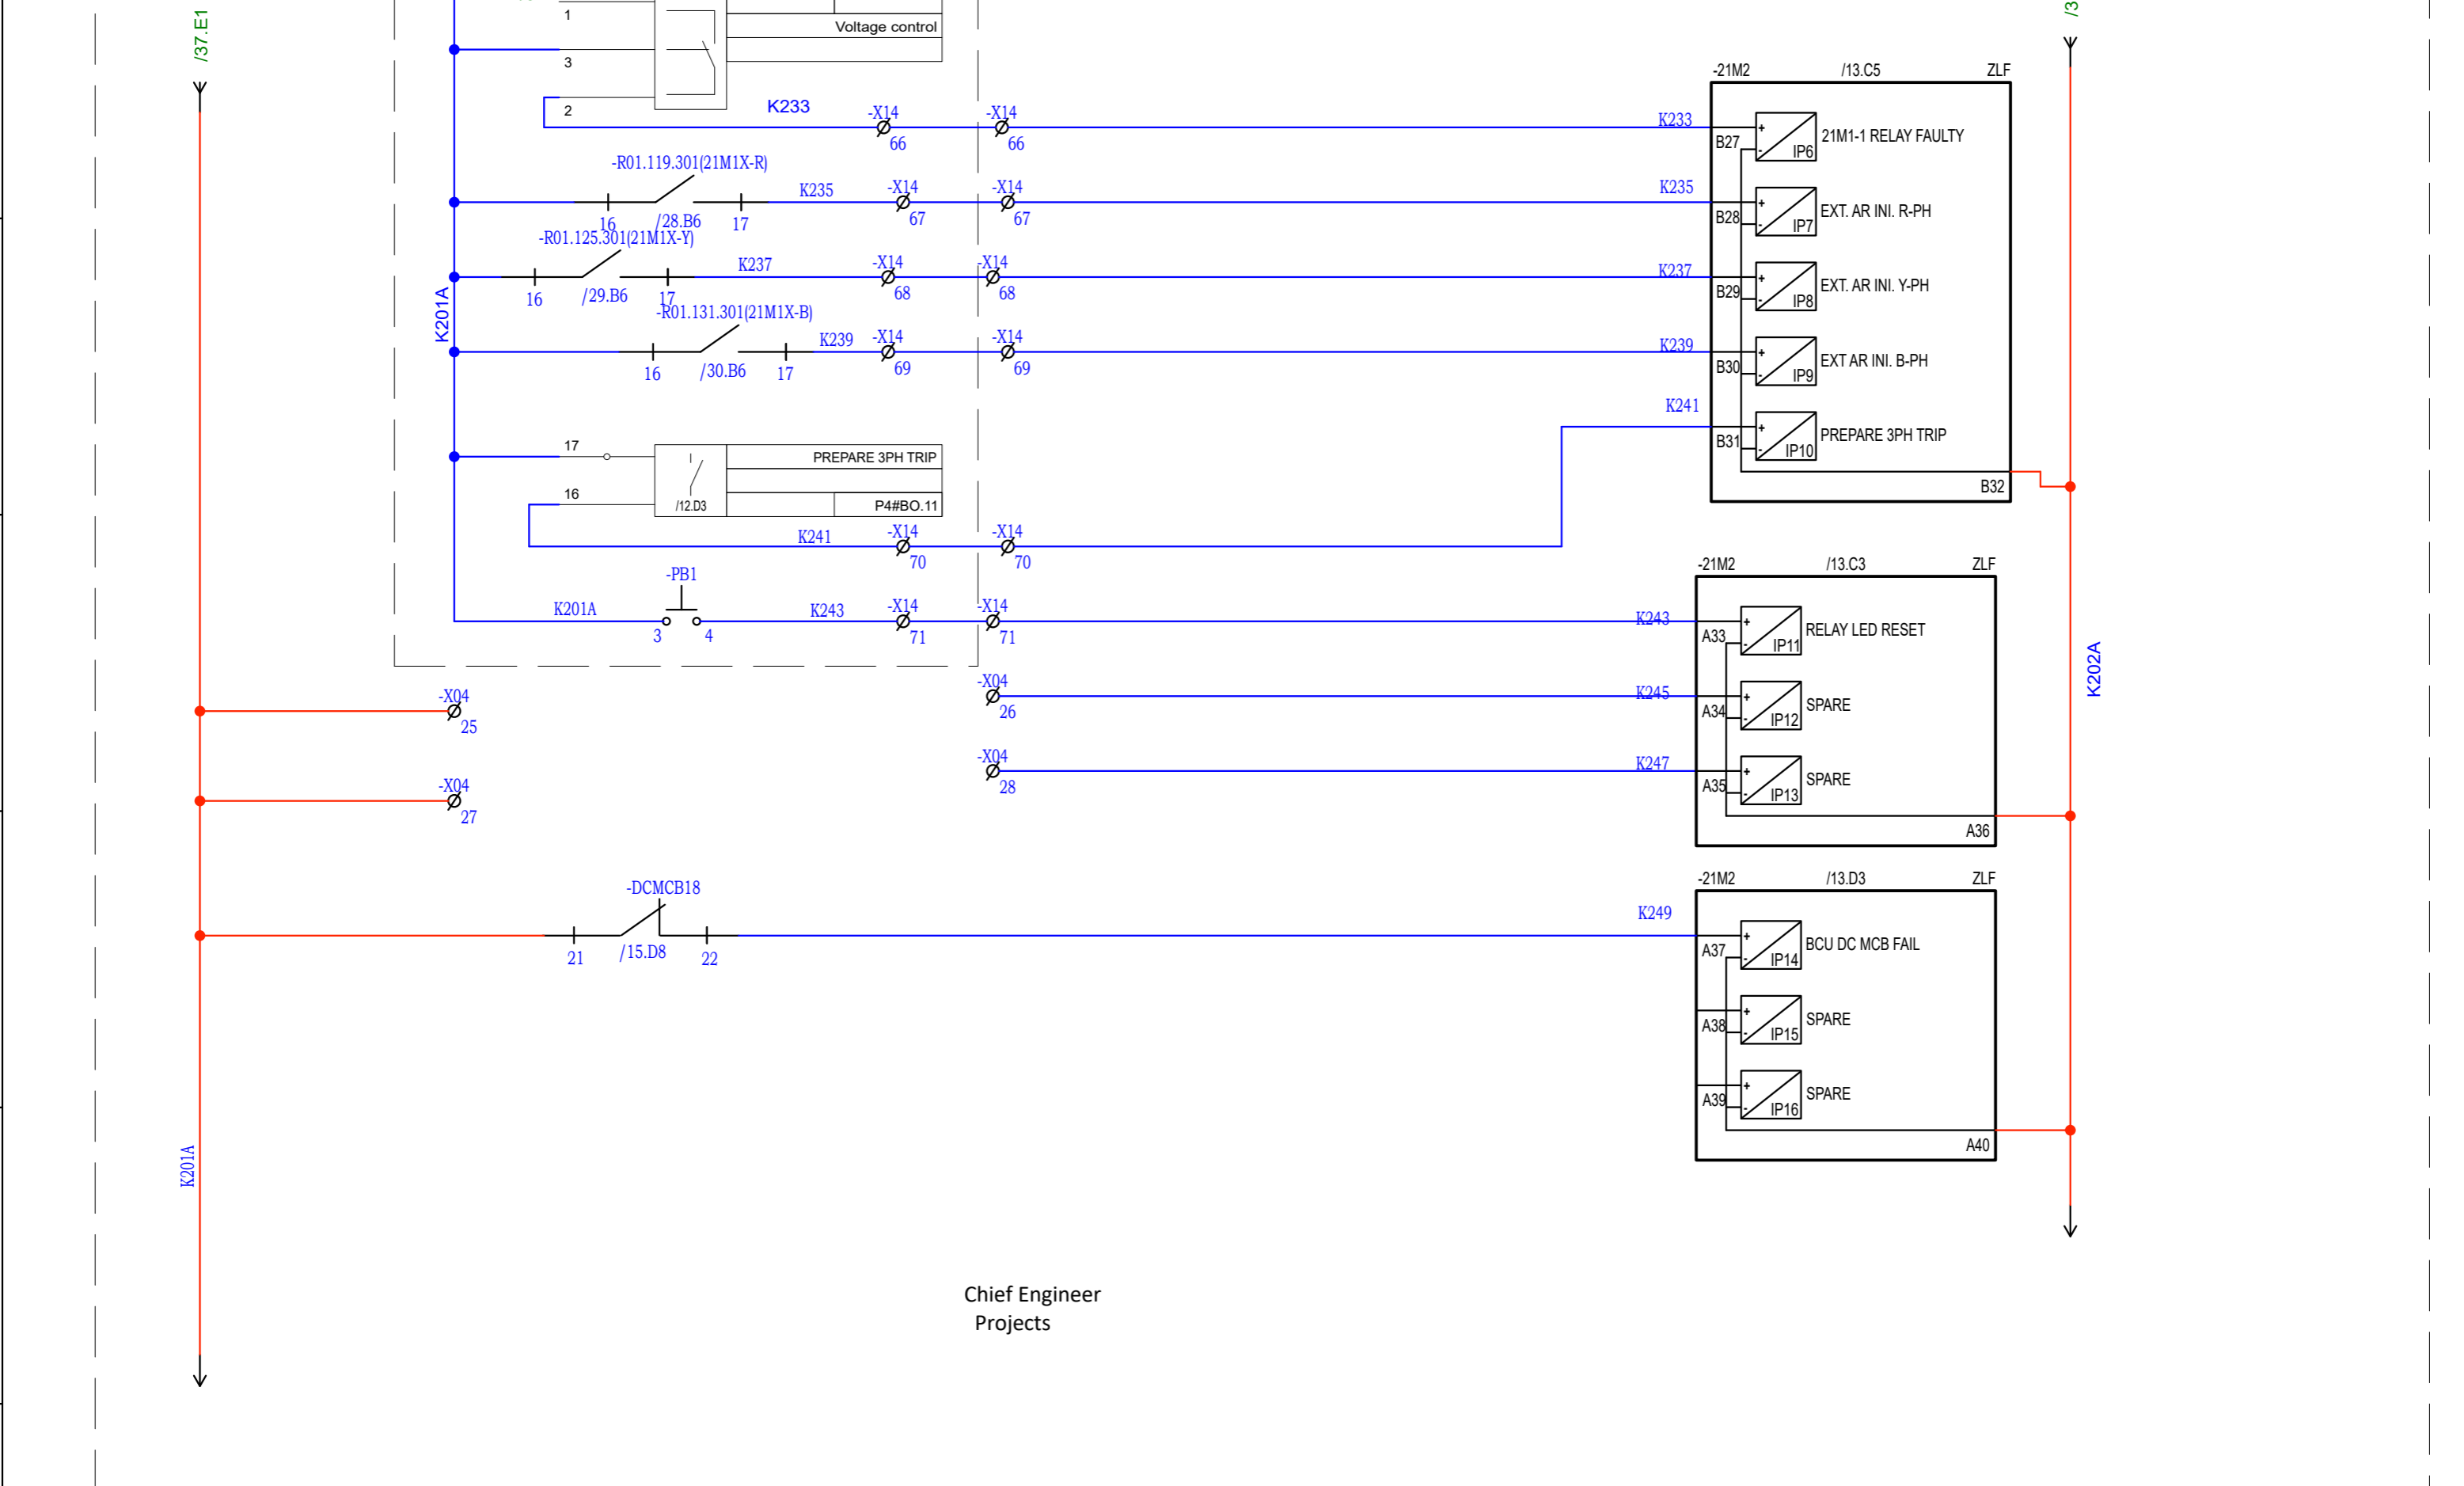 /37.E1
1
Voltage control
3
2
K233
-X14
66
-X14
66
-R01.119.301(21M1X-R)
16
/28.B6
17
K235
-X14
67
-X14
67
-R01.125.301(21M1X-Y)
16
/29.B6
17
K237
-X14
68
-X14
68
-R01.131.301(21M1X-B)
16
/30.B6
17
K239
-X14
69
-X14
69
K201A
17
16
/12.D3
PREPARE 3PH TRIP
P4#BO.11
K241
-X14
70
-X14
70
-PB1
K201A
3
4
K243
-X14
71
-X14
71
-X04
25
-X04
26
-X04
27
-X04
28
-DCMCB18
21
/15.D8
22
K201A
-21M2 /13.C5 ZLF
K233
B27
+
-
IP6
21M1-1 RELAY FAULTY
K235
B28
+
-
IP7
EXT. AR INI. R-PH
K237
B29
+
-
IP8
EXT. AR INI. Y-PH
K239
B30
+
-
IP9
EXT AR INI. B-PH
K241
B31
+
-
IP10
PREPARE 3PH TRIP
B32
-21M2 /13.C3 ZLF
K243
A33
+
-
IP11
RELAY LED RESET
K245
A34
+
-
IP12
SPARE
K247
A35
+
-
IP13
SPARE
A36
K202A
-21M2 /13.D3 ZLF
K249
A37
+
-
IP14
BCU DC MCB FAIL
A38
+
-
IP15
SPARE
A39
+
-
IP16
SPARE
A40
Chief Engineer
Projects